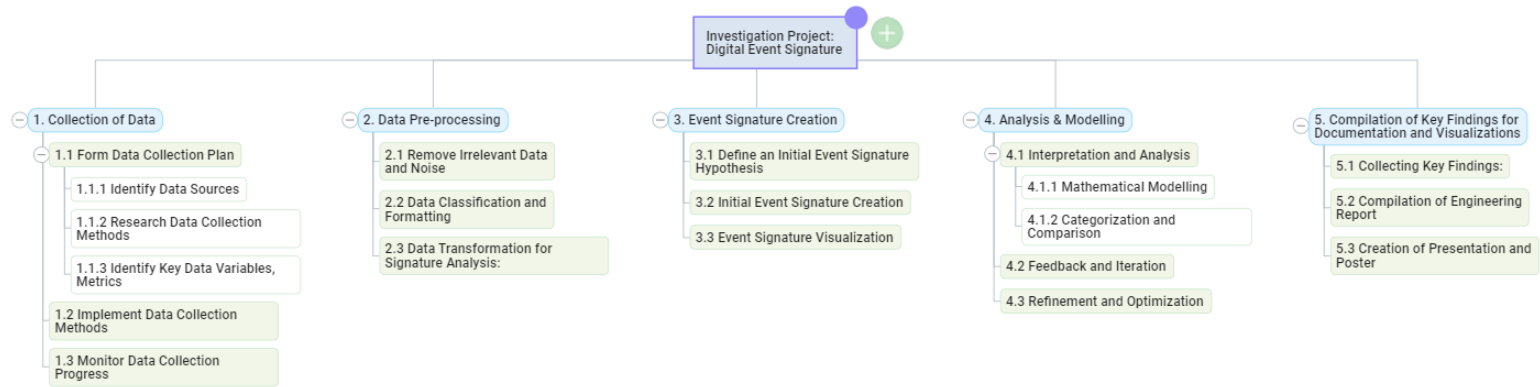 Investigation Project:
Digital Event Signature
1. Collection of Data
1.1 Form Data Collection Plan
1.1.1 Identify Data Sources
1.1.2 Research Data Collection
Methods
1.1.3 Identify Key Data Variables,
Metrics
1.2 Implement Data Collection
Methods
1.3 Monitor Data Collection
Progress
2. Data Pre-processing
2.1 Remove Irrelevant Data
and Noise
2.2 Data Classification and
Formatting
2.3 Data Transformation for
Signature Analysis:
3. Event Signature Creation
3.1 Define an Initial Event Signature
Hypothesis
3.2 Initial Event Signature Creation
3.3 Event Signature Visualization
4. Analysis & Modelling
4.1 Interpretation and Analysis
4.1.1 Mathematical Modelling
4.1.2 Categorization and
Comparison
4.2 Feedback and Iteration
4.3 Refinement and Optimization
5. Compilation of Key Findings for
Documentation and Visualizations
5.1 Collecting Key Findings:
5.2 Compilation of Engineering
Report
5.3 Creation of Presentation and
Poster